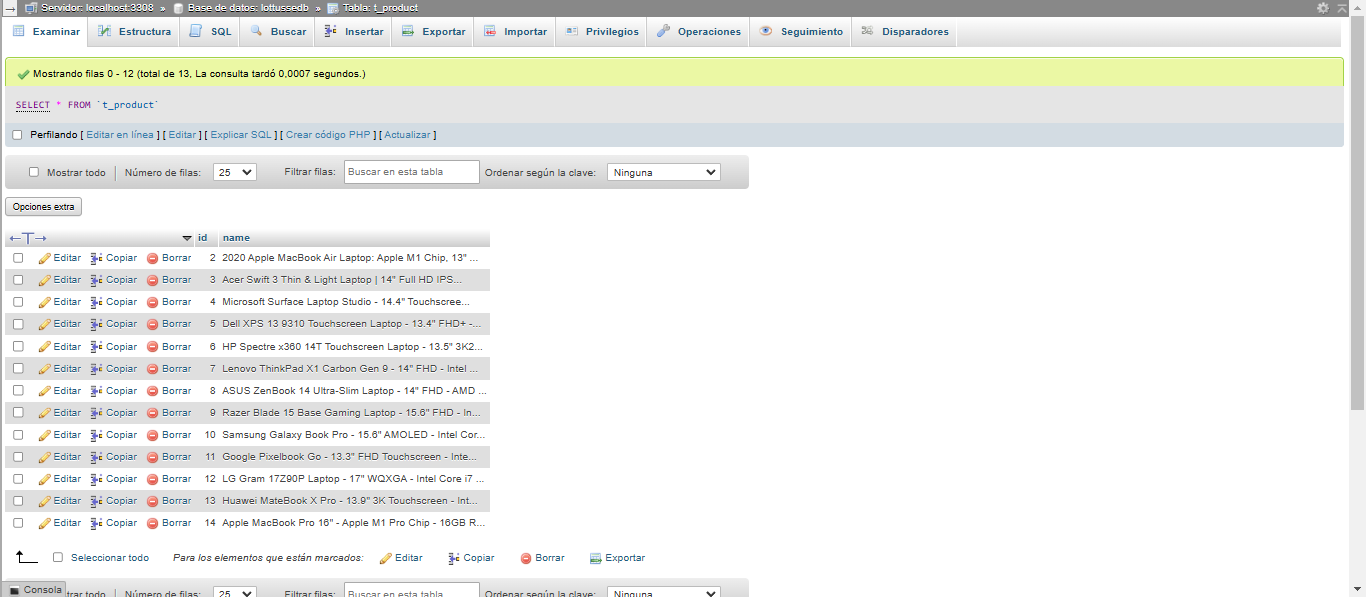 Servidor: localhost:3308 » Base de datos: lottussedb » Tabla: t_product
Examinar Estructura SQL Buscar Insertar Exportar Importar Privilegios Operaciones Seguimiento Disparadores
Mostrando filas 0 - 12 (total de 13, La consulta tardó 0,0007 segundos.)
SELECT * FROM `t_product`
Perfilando [ Editar en línea ] [ Editar ] [ Explicar SQL ] [ Crear código PHP ] [ Actualizar ]
Mostrar todo Número de filas: 25 Filtrar filas: Buscar en esta tabla Ordenar según la clave: Ninguna
Opciones extra
←T→ id name
Editar Copiar Borrar 2 2020 Apple MacBook Air Laptop: Apple M1 Chip, 13" ...
Editar Copiar Borrar 3 Acer Swift 3 Thin & Light Laptop | 14" Full HD IPS...
Editar Copiar Borrar 4 Microsoft Surface Laptop Studio - 14.4" Touchscree...
Editar Copiar Borrar 5 Dell XPS 13 9310 Touchscreen Laptop - 13.4" FHD+ -...
Editar Copiar Borrar 6 HP Spectre x360 14T Touchscreen Laptop - 13.5" 3K2...
Editar Copiar Borrar 7 Lenovo ThinkPad X1 Carbon Gen 9 - 14" FHD - Intel ...
Editar Copiar Borrar 8 ASUS ZenBook 14 Ultra-Slim Laptop - 14" FHD - AMD ...
Editar Copiar Borrar 9 Razer Blade 15 Base Gaming Laptop - 15.6" FHD - In...
Editar Copiar Borrar 10 Samsung Galaxy Book Pro - 15.6" AMOLED - Intel Cor...
Editar Copiar Borrar 11 Google Pixelbook Go - 13.3" FHD Touchscreen - Inte...
Editar Copiar Borrar 12 LG Gram 17Z90P Laptop - 17" WQXGA - Intel Core i7 ...
Editar Copiar Borrar 13 Huawei MateBook X Pro - 13.9" 3K Touchscreen - Int...
Editar Copiar Borrar 14 Apple MacBook Pro 16" - Apple M1 Pro Chip - 16GB R...
Seleccionar todo Para los elementos que están marcados: Editar Copiar Borrar Exportar
Consola trar todo Número de filas: 25 Filtrar filas: Buscar en esta tabla Ordenar según la clave: Ninguna